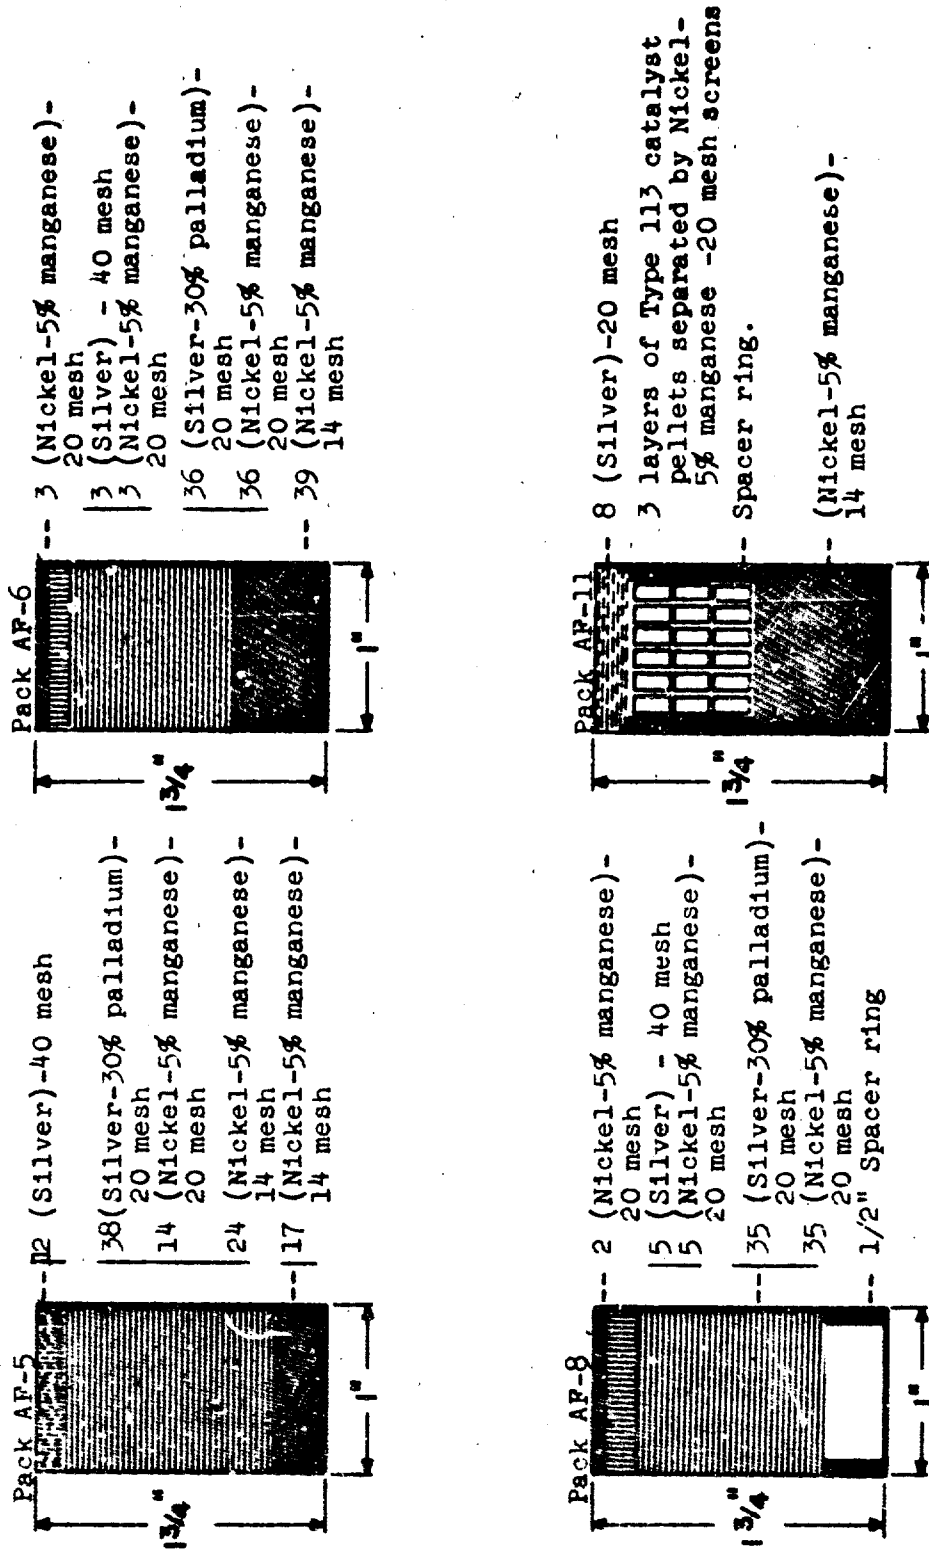 Pack AF-5
12 (Silver)-40 mesh
38(Silver-30% palladium)-
20 mesh
14 (Nickel-5% manganese)-
20 mesh
24 (Nickel-5% manganese)-
14 mesh
17 (Nickel-5% manganese)-
14 mesh
1 3/4"
1"
Pack AF-6
3 (Nickel-5% manganese)-
20 mesh
3 (Silver) - 40 mesh
3 (Nickel-5% manganese)-
20 mesh
36 (Silver-30% palladium)-
20 mesh
36 (Nickel-5% manganese)-
20 mesh
39 (Nickel-5% manganese)-
14 mesh
1 3/4"
1"
Pack AF-8
2 (Nickel-5% manganese)-
20 mesh
5 (Silver) - 40 mesh
5 (Nickel-5% manganese)-
20 mesh
35 (Silver-30% palladium)-
20 mesh
35 (Nickel-5% manganese)-
20 mesh
1/2" Spacer ring
1 3/4"
1"
Pack AF-11
8 (Silver)-20 mesh
3 layers of Type 113 catalyst
pellets separated by Nickel-
5% manganese -20 mesh screens
Spacer ring.
(Nickel-5% manganese)-
14 mesh
1 3/4"
1"